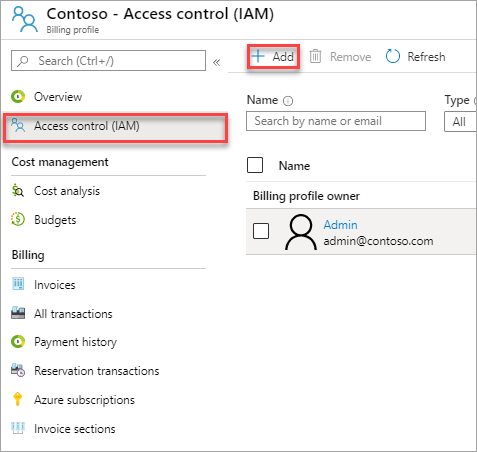 Contoso - Access control (IAM)
Billing profile
Search (Ctrl+/)
«
Overview
Access control (IAM)
Cost management
Cost analysis
Budgets
Billing
Invoices
All transactions
Payment history
Reservation transactions
Azure subscriptions
Invoice sections
+ Add
Remove
Refresh
Name
Type
Search by name or email
All
Name
Billing profile owner
Admin
admin@contoso.com